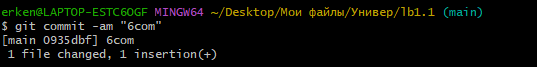 erken@LAPTOP-ESTC6OGF MINGW64 ~/Desktop/Мои файлы/Универ/lb1.1 (main)
$ git commit -am "6com"
[main 0935dbf] 6com
1 file changed, 1 insertion(+)